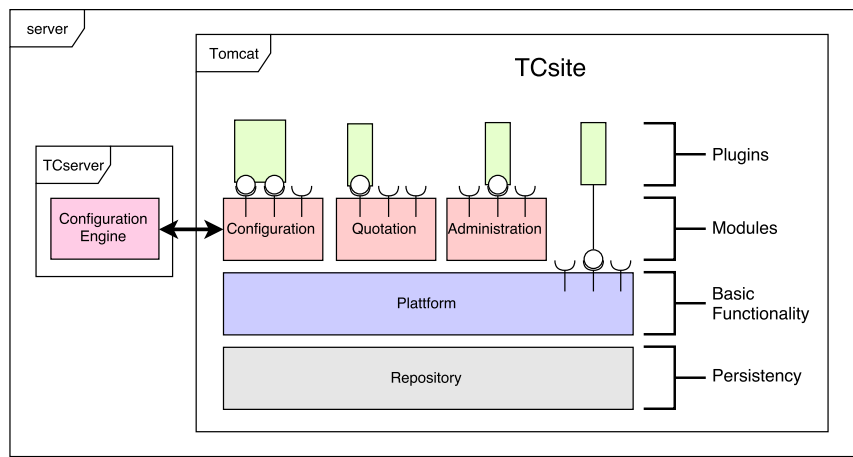 server
Tomcat
TCsite
Plugins
TCserver
Configuration
Engine
Configuration
Quotation
Administration
Modules
Plattform
Basic
Functionality
Repository
Persistency